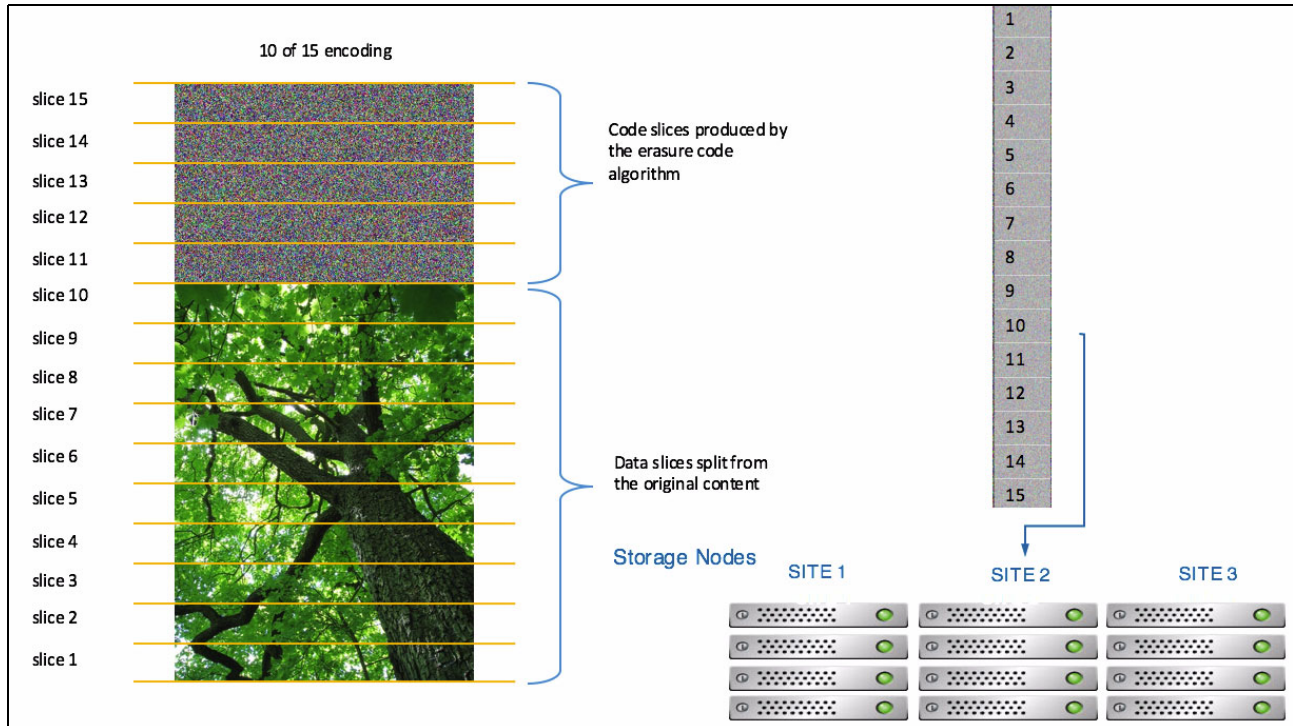 10 of 15 encoding
slice 15
slice 14
slice 13
slice 12
slice 11
slice 10
slice 9
slice 8
slice 7
slice 6
slice 5
slice 4
slice 3
slice 2
slice 1
Code slices produced by
the erasure code
algorithm
Data slices split from
the original content
1
2
3
4
5
6
7
8
9
10
11
12
13
14
15
Storage Nodes
SITE 1
SITE 2
SITE 3